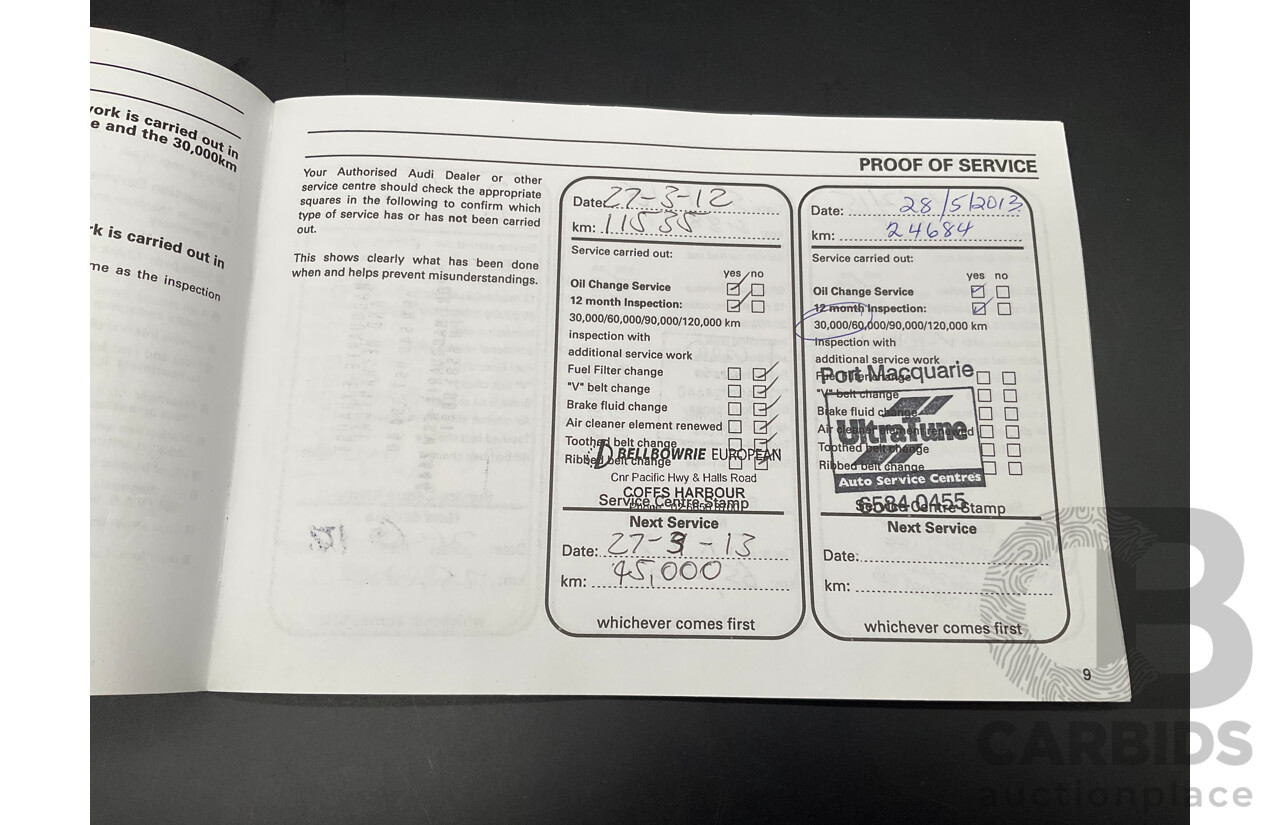 work is carried out in
e and the 30,000km
rk is carried out in
me as the inspection
PROOF OF SERVICE
Your Authorised Audi Dealer or other
service centre should check the appropriate
squares in the following to confirm which
type of service has or has not been carried
out.
This shows clearly what has been done
when and helps prevent misunderstandings.
Date: 27-3-12
km: 11535
Service carried out:
yes no
Oil Change Service
12 month Inspection:
30,000/60,000/90,000/120,000 km
inspection with
additional service work
Fuel Filter change
"V" belt change
Brake fluid change
Air cleaner element renewed
Toothed belt change
BELLBOWRIE EUROPEAN
Ribbed belt change
Cnr Pacific Hwy & Halls Road
COFFS HARBOUR
Service Centre Stamp
Next Service
Date: 27-3-13
km: 45,000
whichever comes first
Date: 28/5/2013
km: 24684
Service carried out:
yes no
Oil Change Service
12 month Inspection:
30,000/60,000/90,000/120,000 km
inspection with
additional service work
Port Macquarie
Fuel Filter change
"V" belt change
Brake fluid change
Air cleaner element renewed
UltraTune
Toothed belt change
Ribbed belt change
Auto Service Centres
6584 0455
Service Centre Stamp
Next Service
Date:
km:
whichever comes first
9
CB
CARBIDS
auctionplace